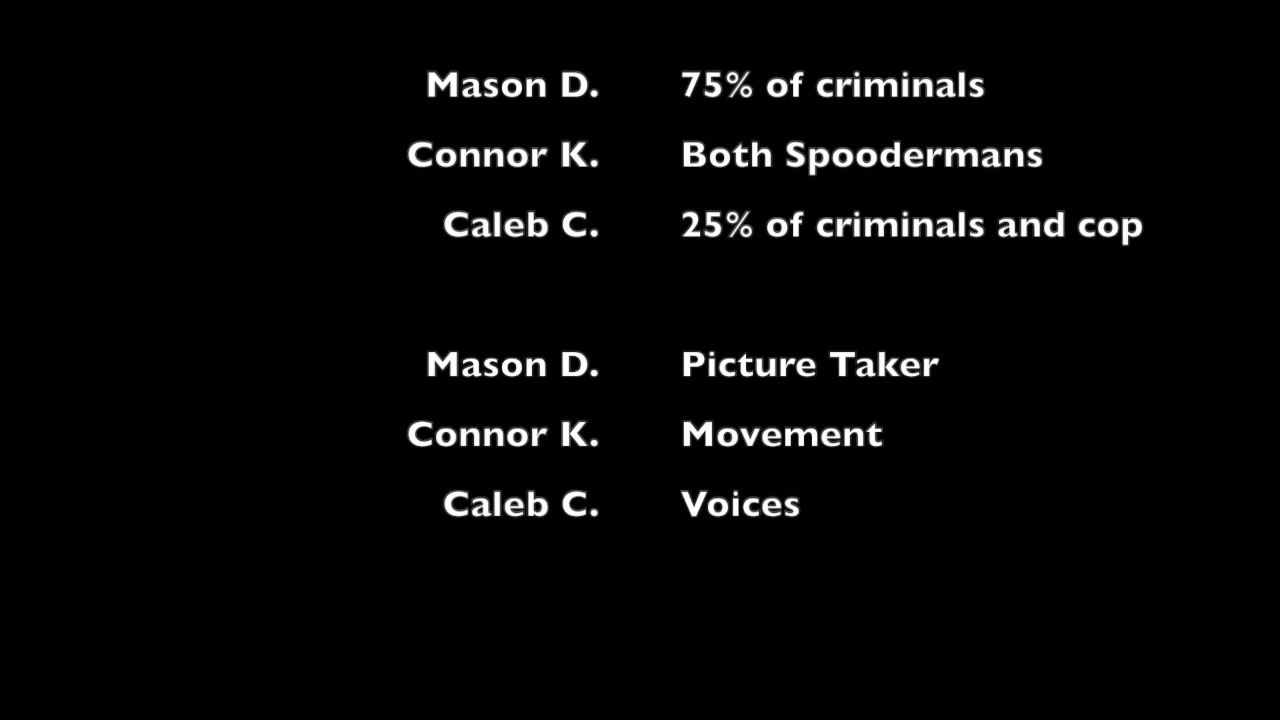 Mason D. 75% of criminals
Connor K. Both Spoodermans
Caleb C. 25% of criminals and cop
Mason D. Picture Taker
Connor K. Movement
Caleb C. Voices